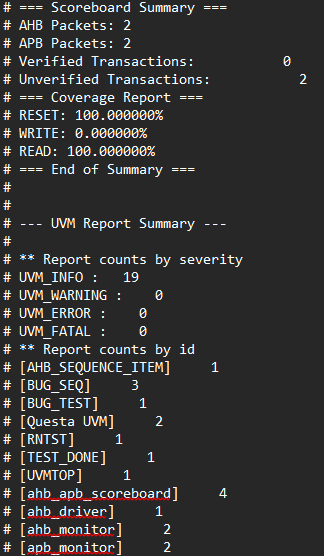 # === Scoreboard Summary ===
# AHB Packets: 2
# APB Packets: 2
# Verified Transactions:           0
# Unverified Transactions:           2
# === Coverage Report ===
# RESET: 100.000000%
# WRITE: 0.000000%
# READ: 100.000000%
# === End of Summary ===
#
#
# --- UVM Report Summary ---
#
# ** Report counts by severity
# UVM_INFO :   19
# UVM_WARNING :    0
# UVM_ERROR :    0
# UVM_FATAL :    0
# ** Report counts by id
# [AHB_SEQUENCE_ITEM]     1
# [BUG_SEQ]     3
# [BUG_TEST]     1
# [Questa UVM]     2
# [RNTST]     1
# [TEST_DONE]     1
# [UVMTOP]     1
# [ahb_apb_scoreboard]     4
# [ahb_driver]     1
# [ahb_monitor]     2
# [apb_monitor]     2